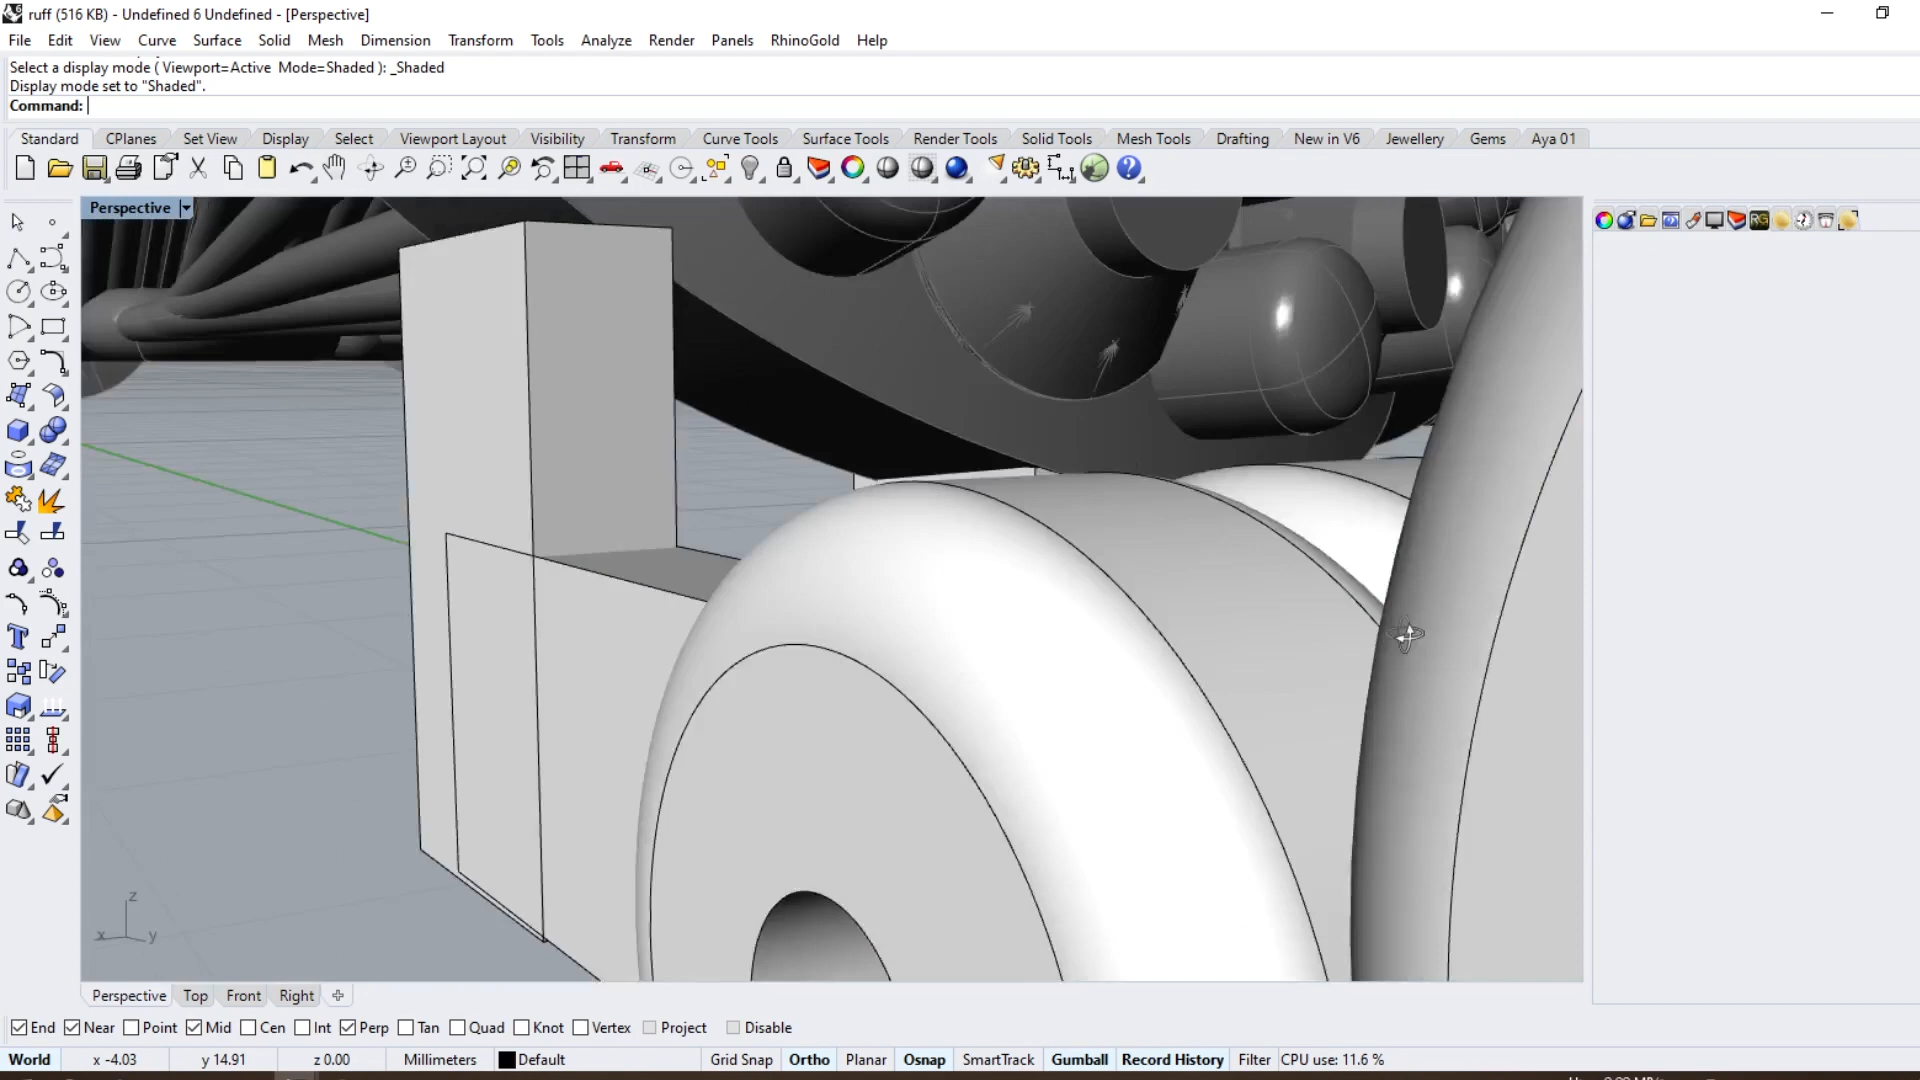 ruff (516 KB) - Undefined 6 Undefined - [Perspective]
File Edit View Curve Surface Solid Mesh Dimension Transform Tools Analyze Render Panels RhinoGold Help
Select a display mode ( Viewport=Active Mode=Shaded ): _Shaded
Display mode set to "Shaded".
Command:
Standard CPlanes Set View Display Select Viewport Layout Visibility Transform Curve Tools Surface Tools Render Tools Solid Tools Mesh Tools Drafting New in V6 Jewellery Gems Aya 01
Perspective
RG
z
x y
Perspective Top Front Right
End Near Point Mid Cen Int Perp Tan Quad Knot Vertex Project Disable
World x -4.03 y 14.91 z 0.00 Millimeters Default Grid Snap Ortho Planar Osnap SmartTrack Gumball Record History Filter CPU use: 11.6 %